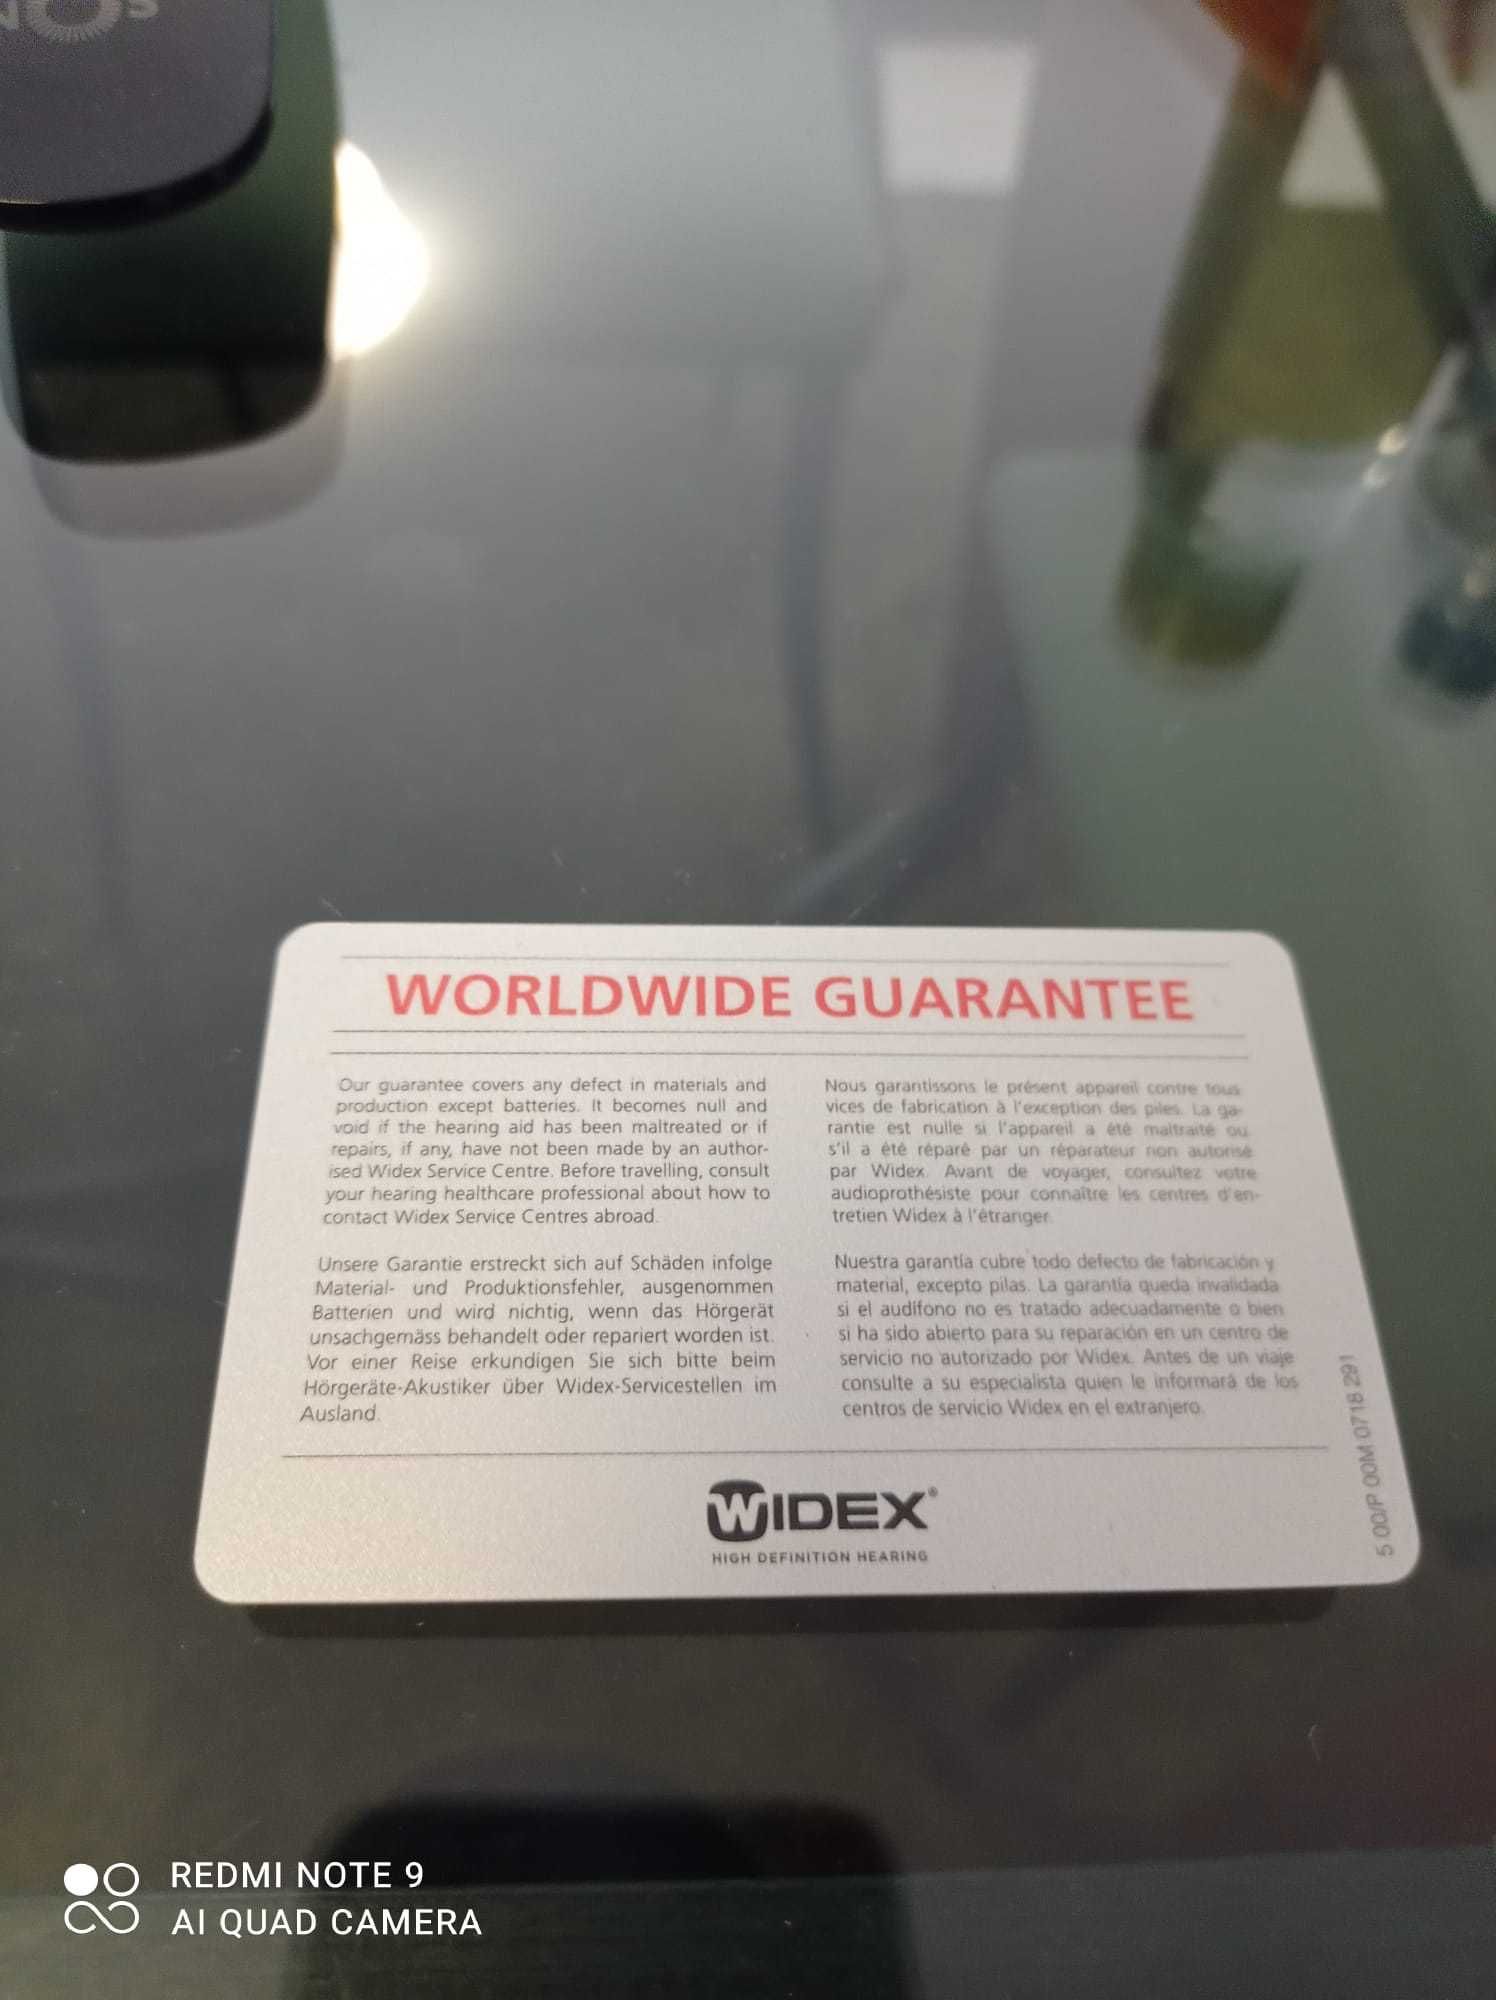 WORLDWIDE GUARANTEE
Our guarantee covers any defect in materials and
production except batteries. It becomes null and
void if the hearing aid has been maltreated or if
repairs, if any, have not been made by an author-
ised Widex Service Centre. Before travelling, consult
your hearing healthcare professional about how to
contact Widex Service Centres abroad.
Unsere Garantie erstreckt sich auf Schäden infolge
Material- und Produktionsfehler, ausgenommen
Batterien und wird nichtig, wenn das Hörgerät
unsachgemäss behandelt oder repariert worden ist.
Vor einer Reise erkundigen Sie sich bitte beim
Hörgeräte-Akustiker über Widex-Servicestellen im
Ausland.
Nous garantissons le présent appareil contre tous
vices de fabrication à l'exception des piles. La ga-
rantie est nulle si l'appareil a été maltraité ou
s'il a été réparé par un réparateur non autorisé
par Widex. Avant de voyager, consultez votre
audioprothésiste pour connaître les centres d'en-
tretien Widex à l'étranger.
Nuestra garantía cubre todo defecto de fabricación y
material, excepto pilas. La garantía queda invalidada
si el audífono no es tratado adecuadamente o bien
si ha sido abierto para su reparación en un centro de
servicio no autorizado por Widex. Antes de un viaje
consulte a su especialista quien le informará de los
centros de servicio Widex en el extranjero.
5 00/P 00M 0718 291
WIDEX®
HIGH DEFINITION HEARING
REDMI NOTE 9
AI QUAD CAMERA